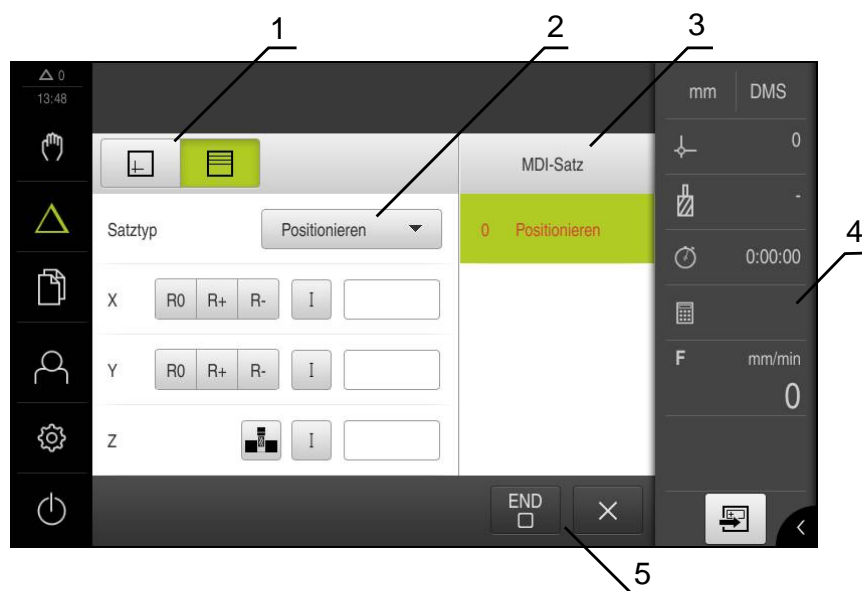 1
2
3
0
13:48
mm DMS
0
MDI-Satz
-
Satztyp Positionieren
0 Positionieren
4
0:00:00
X R0 R+ R- I
F mm/min
0
Y R0 R+ R- I
Z I
END
5